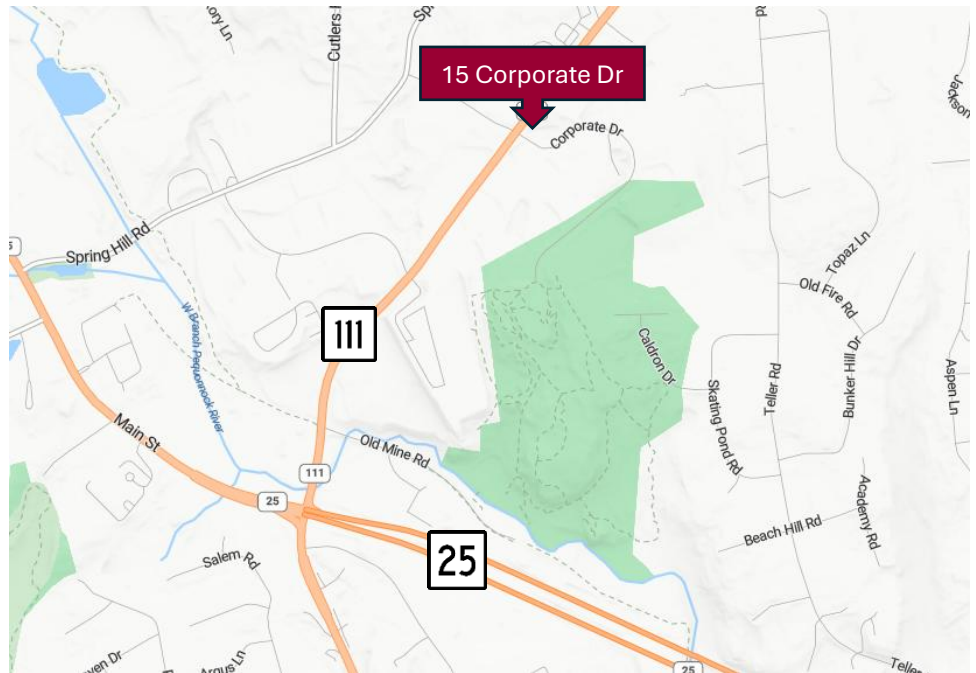 Cutlers
15 Corporate Dr
Corporate Dr
Jackson
Spring Hill Rd
Topaz Ln
Old Fire Rd
W Branch Pequonnock River
111
Caldron Dr
Teller Rd
Bunker Hill Dr
Aspen Ln
Skating Pond Rd
Main St
Old Mine Rd
111
25
Academy Rd
Beach Hill Rd
25
Salem Rd
Argus Ln
25